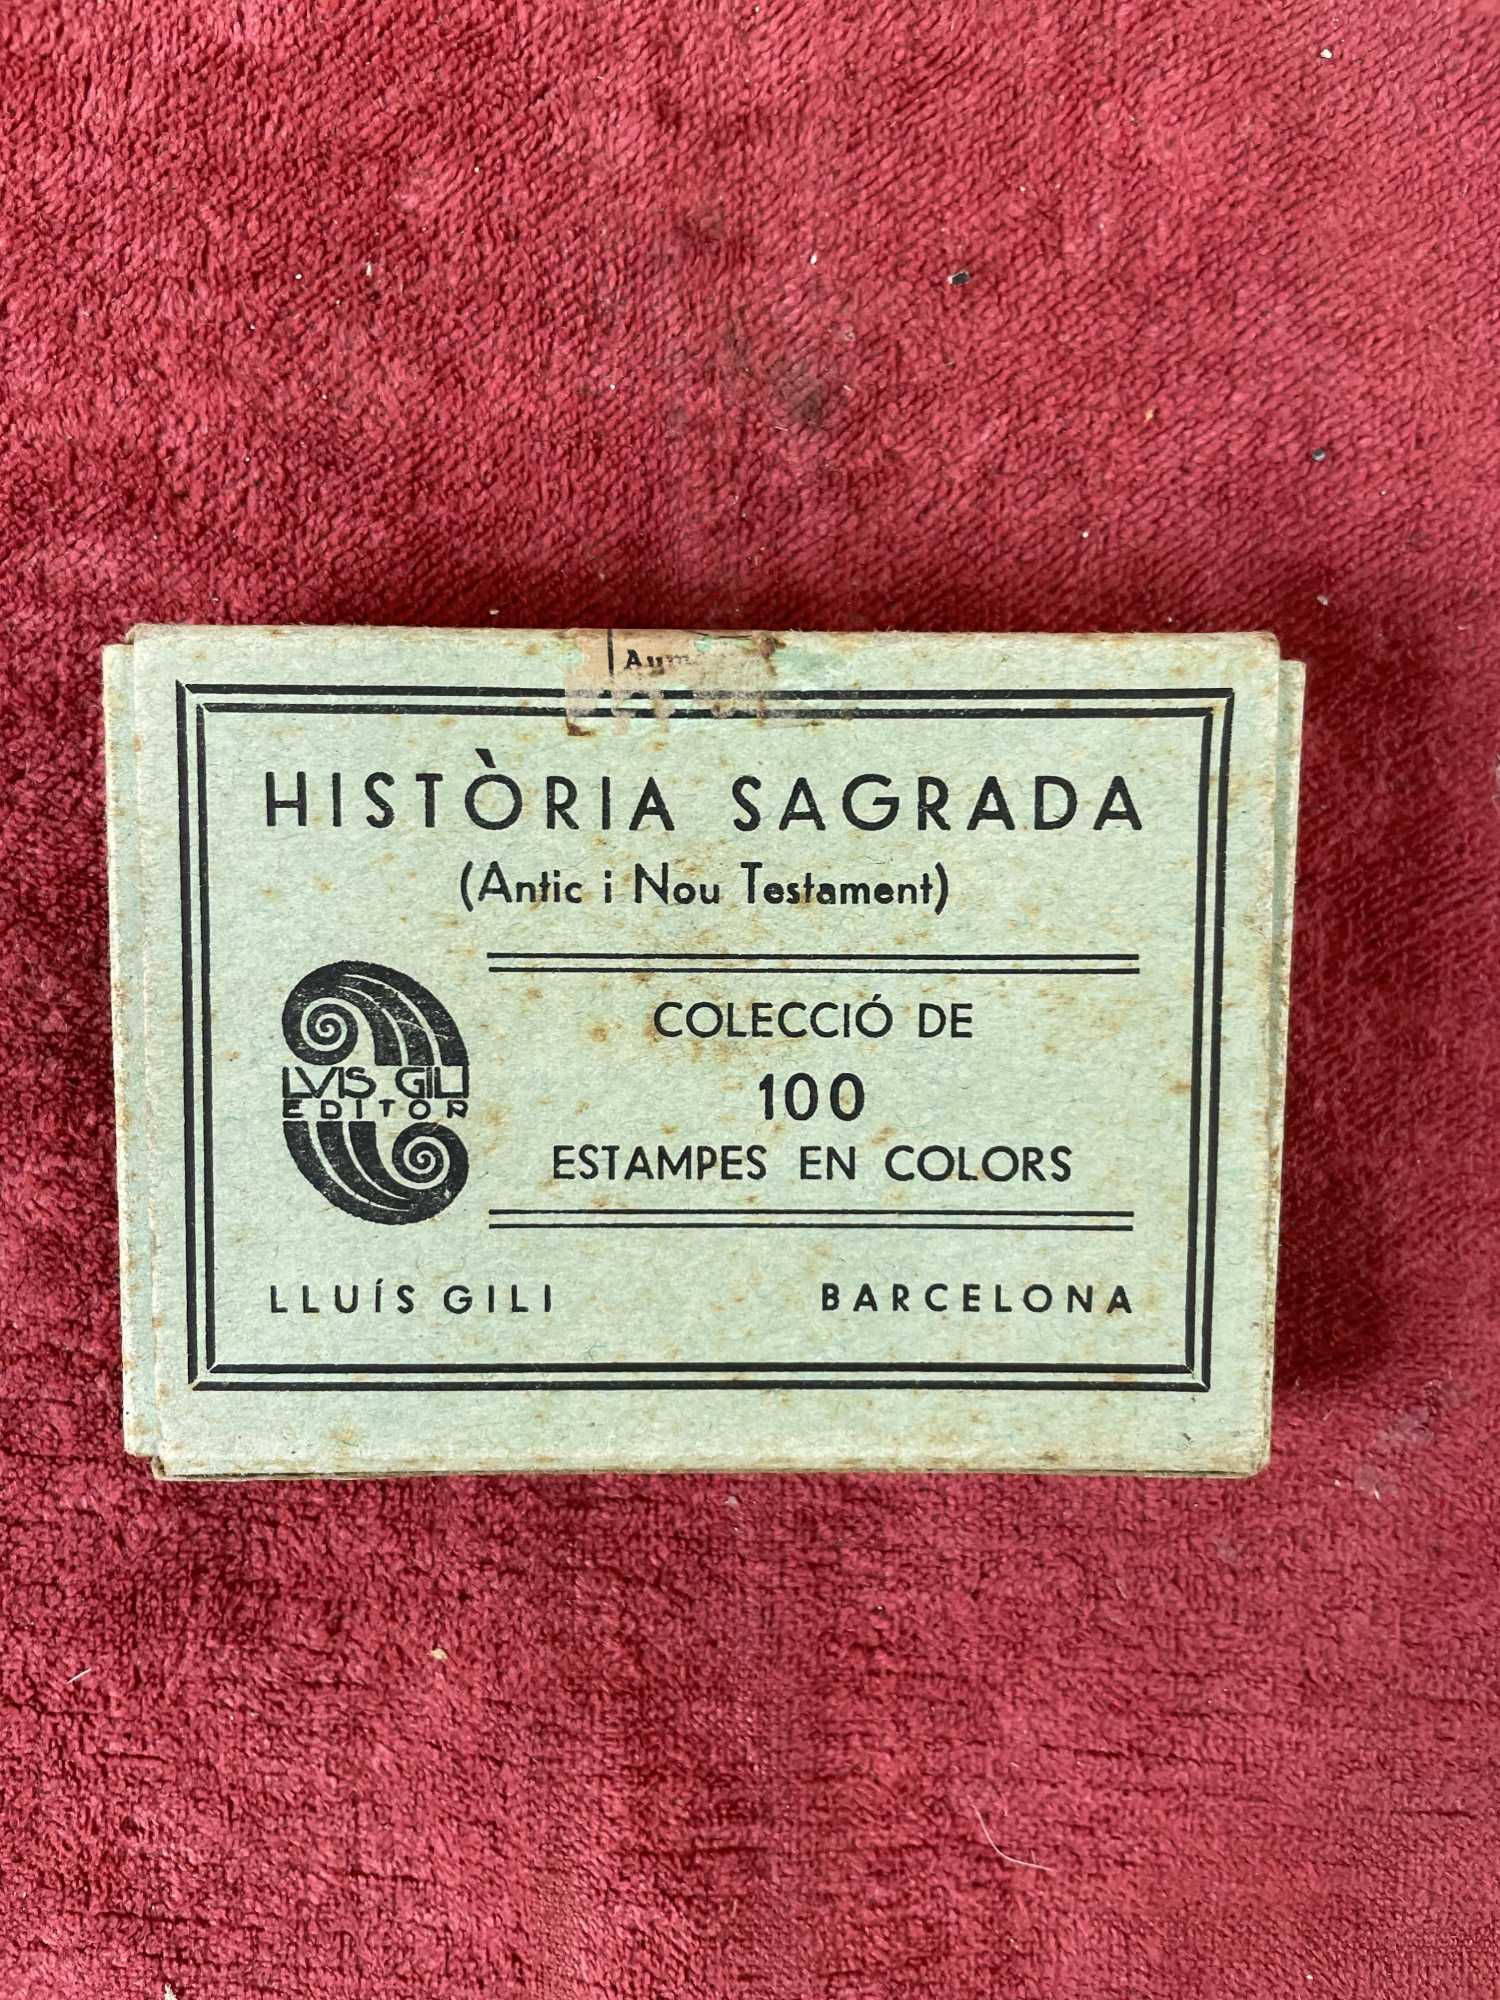 HISTÒRIA SAGRADA
(Antic i Nou Testament)
COLECCIÓ DE
100
ESTAMPES EN COLORS
LVIS GILI
EDITOR
LLUÍS GILI BARCELONA